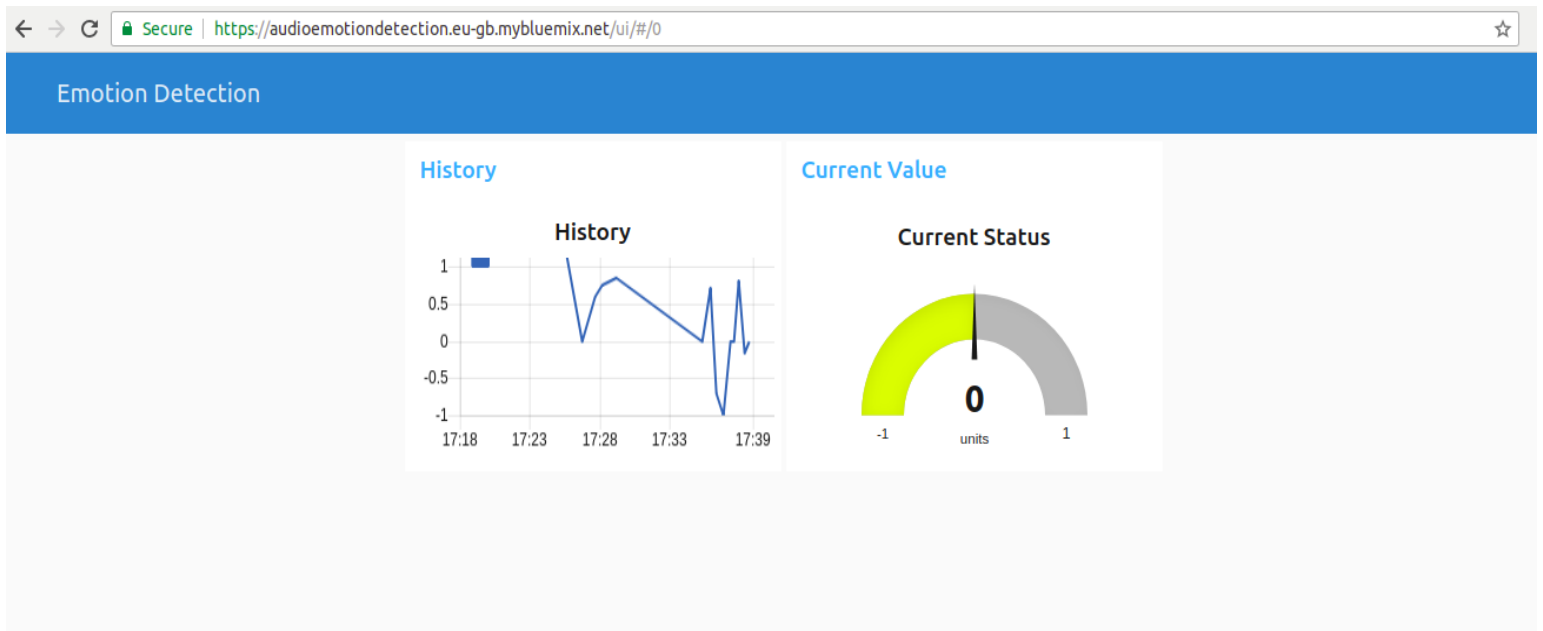 Secure https://audioemotiondetection.eu-gb.mybluemix.net/ui/#/0
Emotion Detection
History
History
1
0.5
0
-0.5
-1
17:18 17:23 17:28 17:33 17:39
Current Value
Current Status
0
-1 units 1